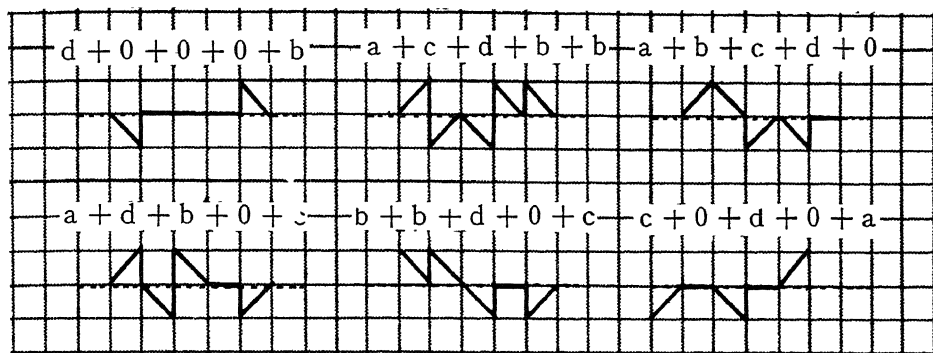 d + 0 + 0 + 0 + b
a + c + d + b + b
a + b + c + d + 0
a + d + b + 0 + c
b + b + d + 0 + c
c + 0 + d + 0 + a